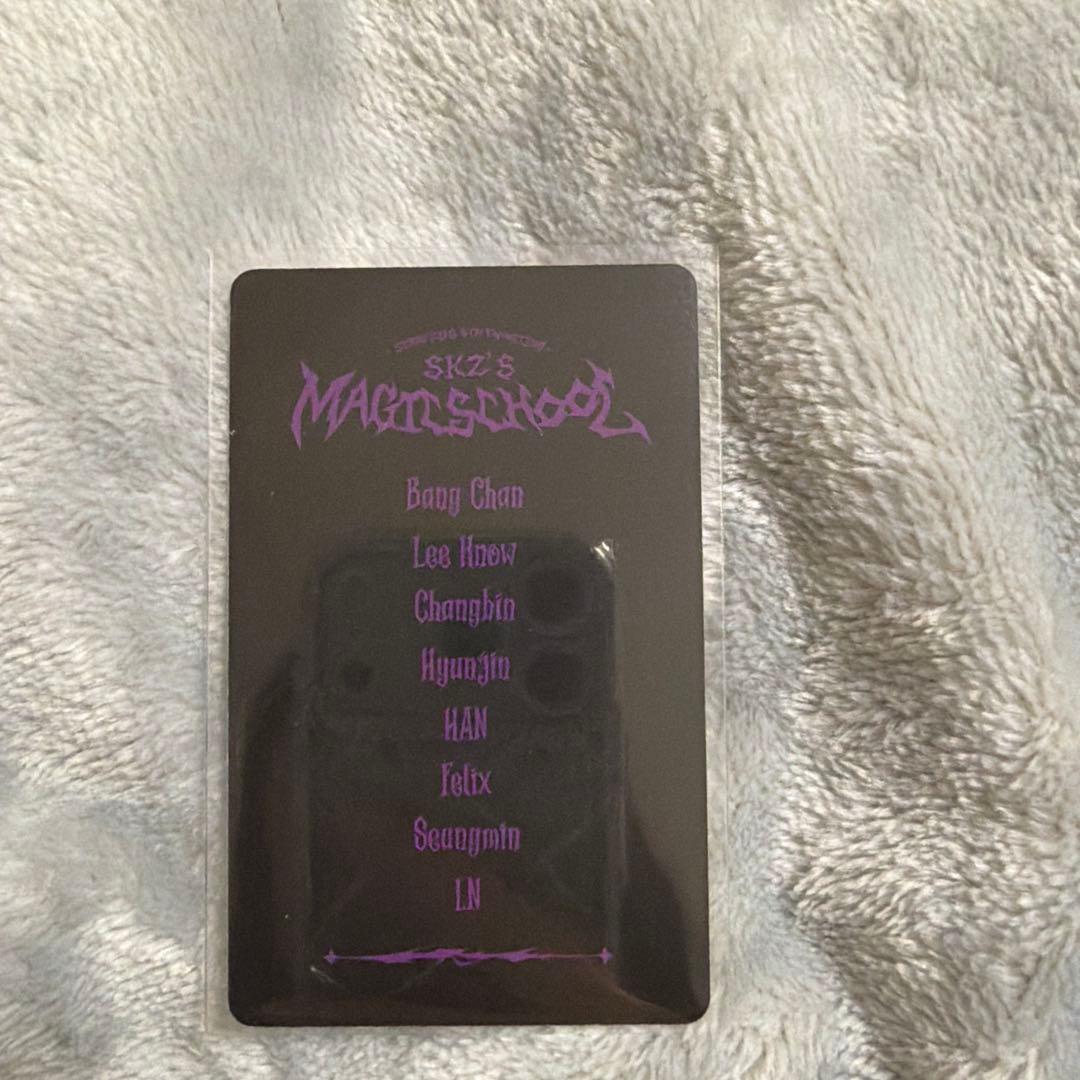 SKZ'S
MAGIC SCHOOL
Bang Chan
Lee Know
Changbin
Hyunjin
HAN
Felix
Seungmin
I.N